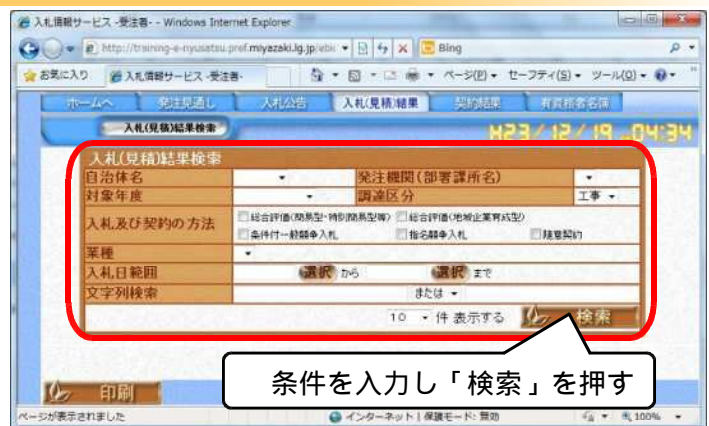 入札情報サービス -受注者- - Windows Internet Explorer
http://training-e-nyusatsu.pref.miyazaki.lg.jp/ebi
Bing
お気に入り 入札情報サービス -受注者-
ページ(P) セーフティ(S) ツール(O)
ホームへ 発注見通し 入札公告 入札(見積)結果 契約結果 有資格者名簿
入札(見積)結果検索
H23/12/19 04:34
入札(見積)結果検索
自治体名 発注機関(部署課所名)
対象年度 調達区分 工事
入札及び契約の方法 総合評価(簡易型・特別簡易型等) 総合評価(地域企業育成型)
条件付一般競争入札 指名競争入札 随意契約
業種
入札日範囲 選択 から 選択 まで
文字列検索 または
10 件 表示する 検索
条件を入力し「検索」を押す
印刷
ページが表示されました インターネット | 保護モード: 無効 100%